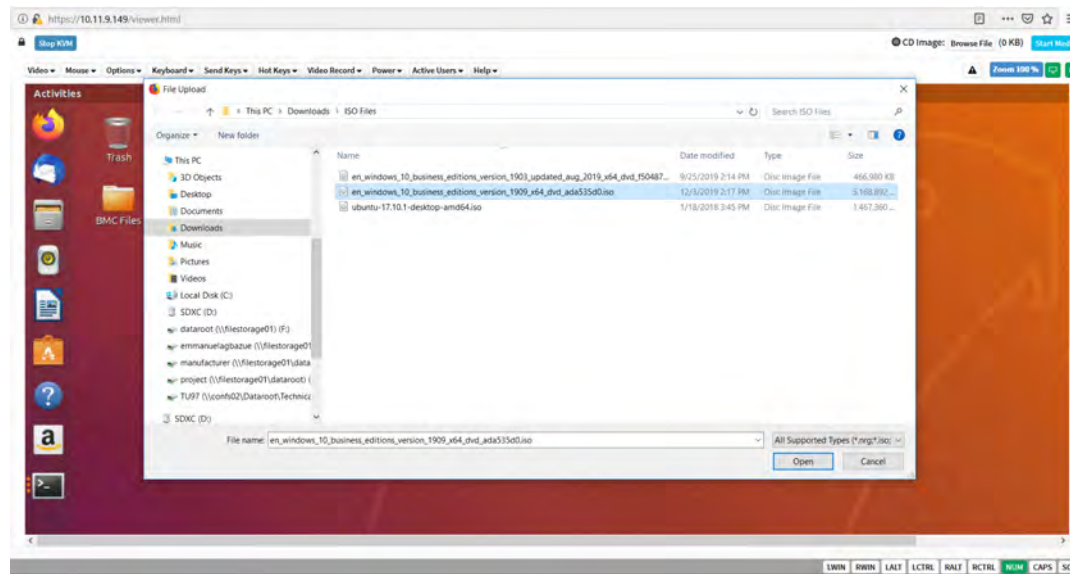 https://10.11.9.149/viewer.html
Stop KVM
CD Image: Browse File (0 KB) Start Med
Video Mouse Options Keyboard Send Keys Hot Keys Video Record Power Active Users Help
Zoom 100 %
Activities
Trash
BMC Files
File Upload
This PC > Downloads > ISO Files
Search ISO Files
Organize New folder
This PC
3D Objects
Desktop
Documents
Downloads
Music
Pictures
Videos
Local Disk (C:)
SDXC (D:)
dataroot (\\filestorage01) (F:)
emmanuelagbazue (\\filestorage01
manufacturer (\\filestorage01\data
project (\\filestorage01\dataroot) (
TU97 (\\confs02\Dataroot\Technica
SDXC (D:)
Name Date modified Type Size
en_windows_10_business_editions_version_1903_updated_aug_2019_x64_dvd_f50487... 9/25/2019 2:14 PM Disc Image File 466,980 KB
en_windows_10_business_editions_version_1909_x64_dvd_ada535d0.iso 12/3/2019 2:17 PM Disc Image File 5,168,892...
ubuntu-17.10.1-desktop-amd64.iso 1/18/2018 3:45 PM Disc Image File 1,467,360...
File name: en_windows_10_business_editions_version_1909_x64_dvd_ada535d0.iso
All Supported Types (*.nrg;*.iso;
Open Cancel
LWIN RWIN LALT LCTRL RALT RCTRL NUM CAPS SC